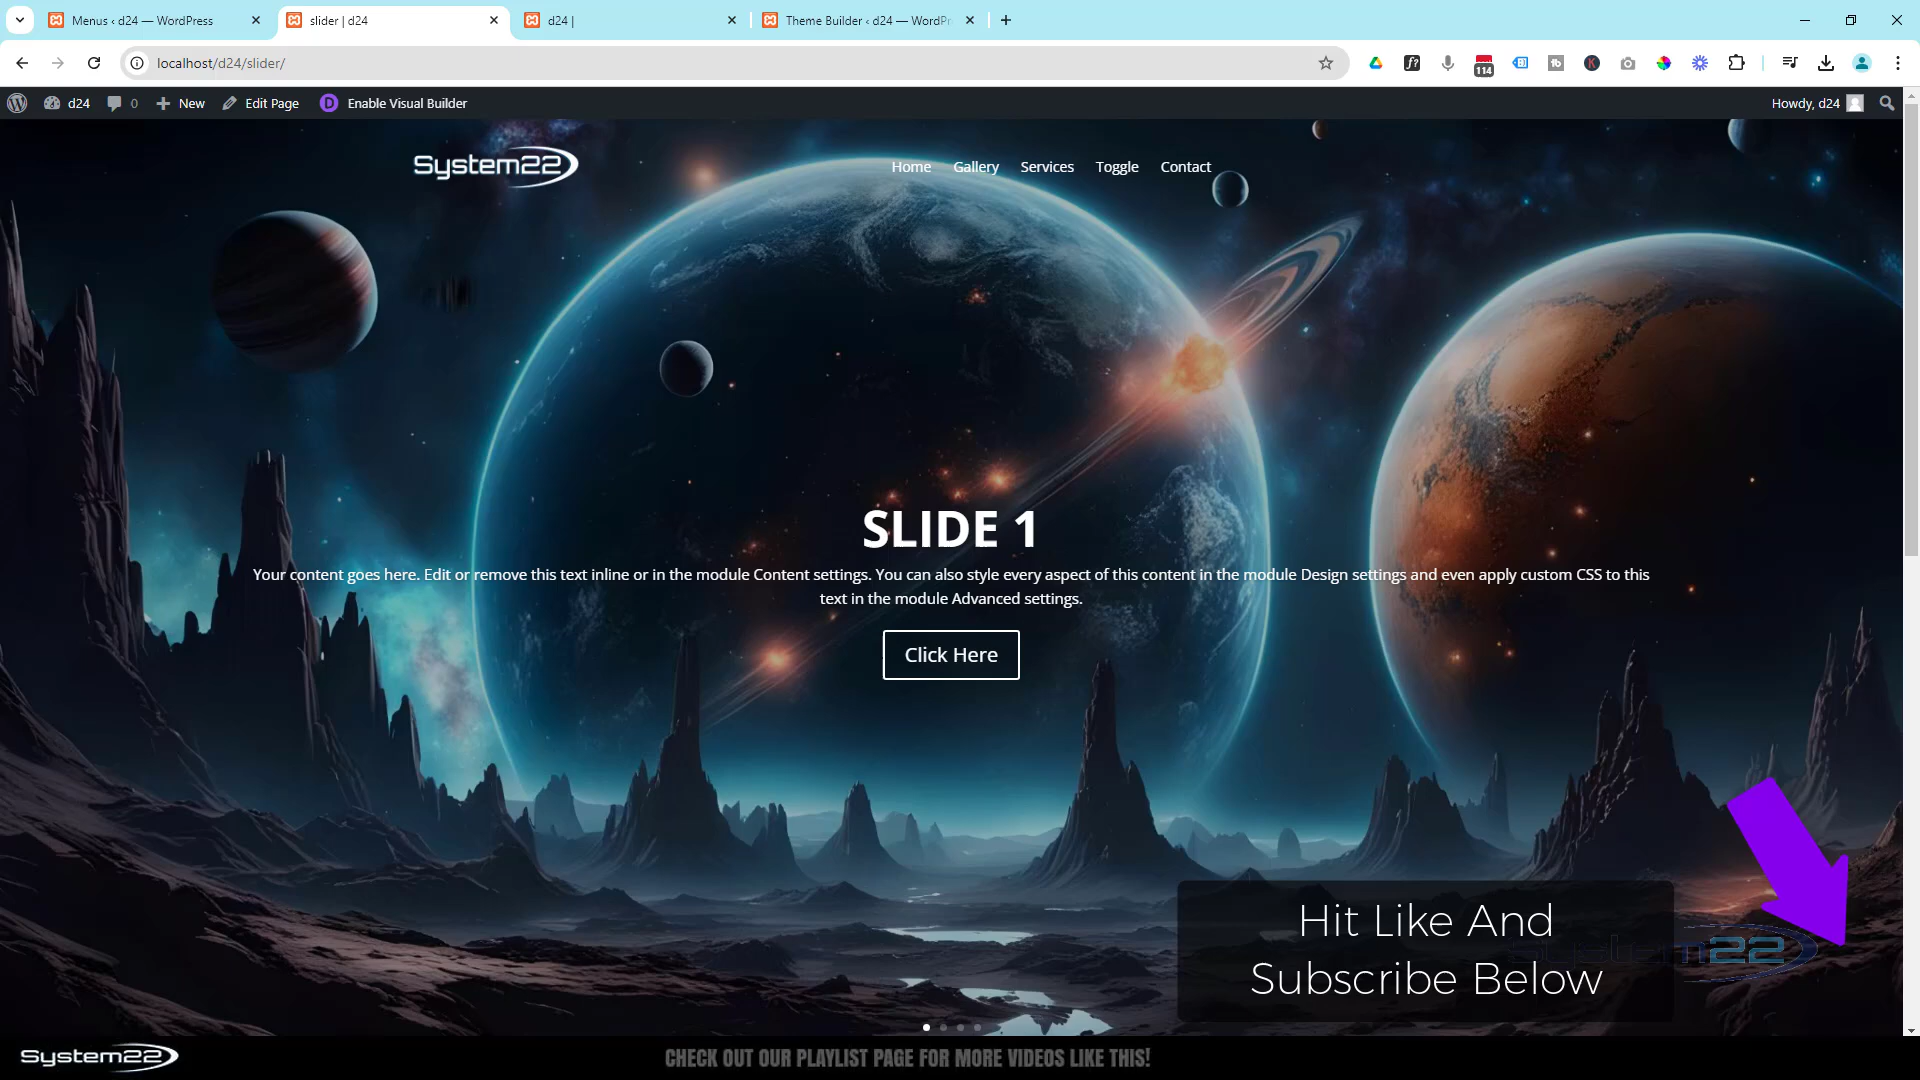 Menus ‹ d24 — WordPress
slider | d24
d24 |
Theme Builder ‹ d24 — WordPr
localhost/d24/slider/
114
d24
0
New
Edit Page
Enable Visual Builder
Howdy, d24
System22
Home
Gallery
Services
Toggle
Contact
SLIDE 1
Your content goes here. Edit or remove this text inline or in the module Content settings. You can also style every aspect of this content in the module Design settings and even apply custom CSS to this
text in the module Advanced settings.
Click Here
Hit Like And
Subscribe Below
System22
System22
CHECK OUT OUR PLAYLIST PAGE FOR MORE VIDEOS LIKE THIS!